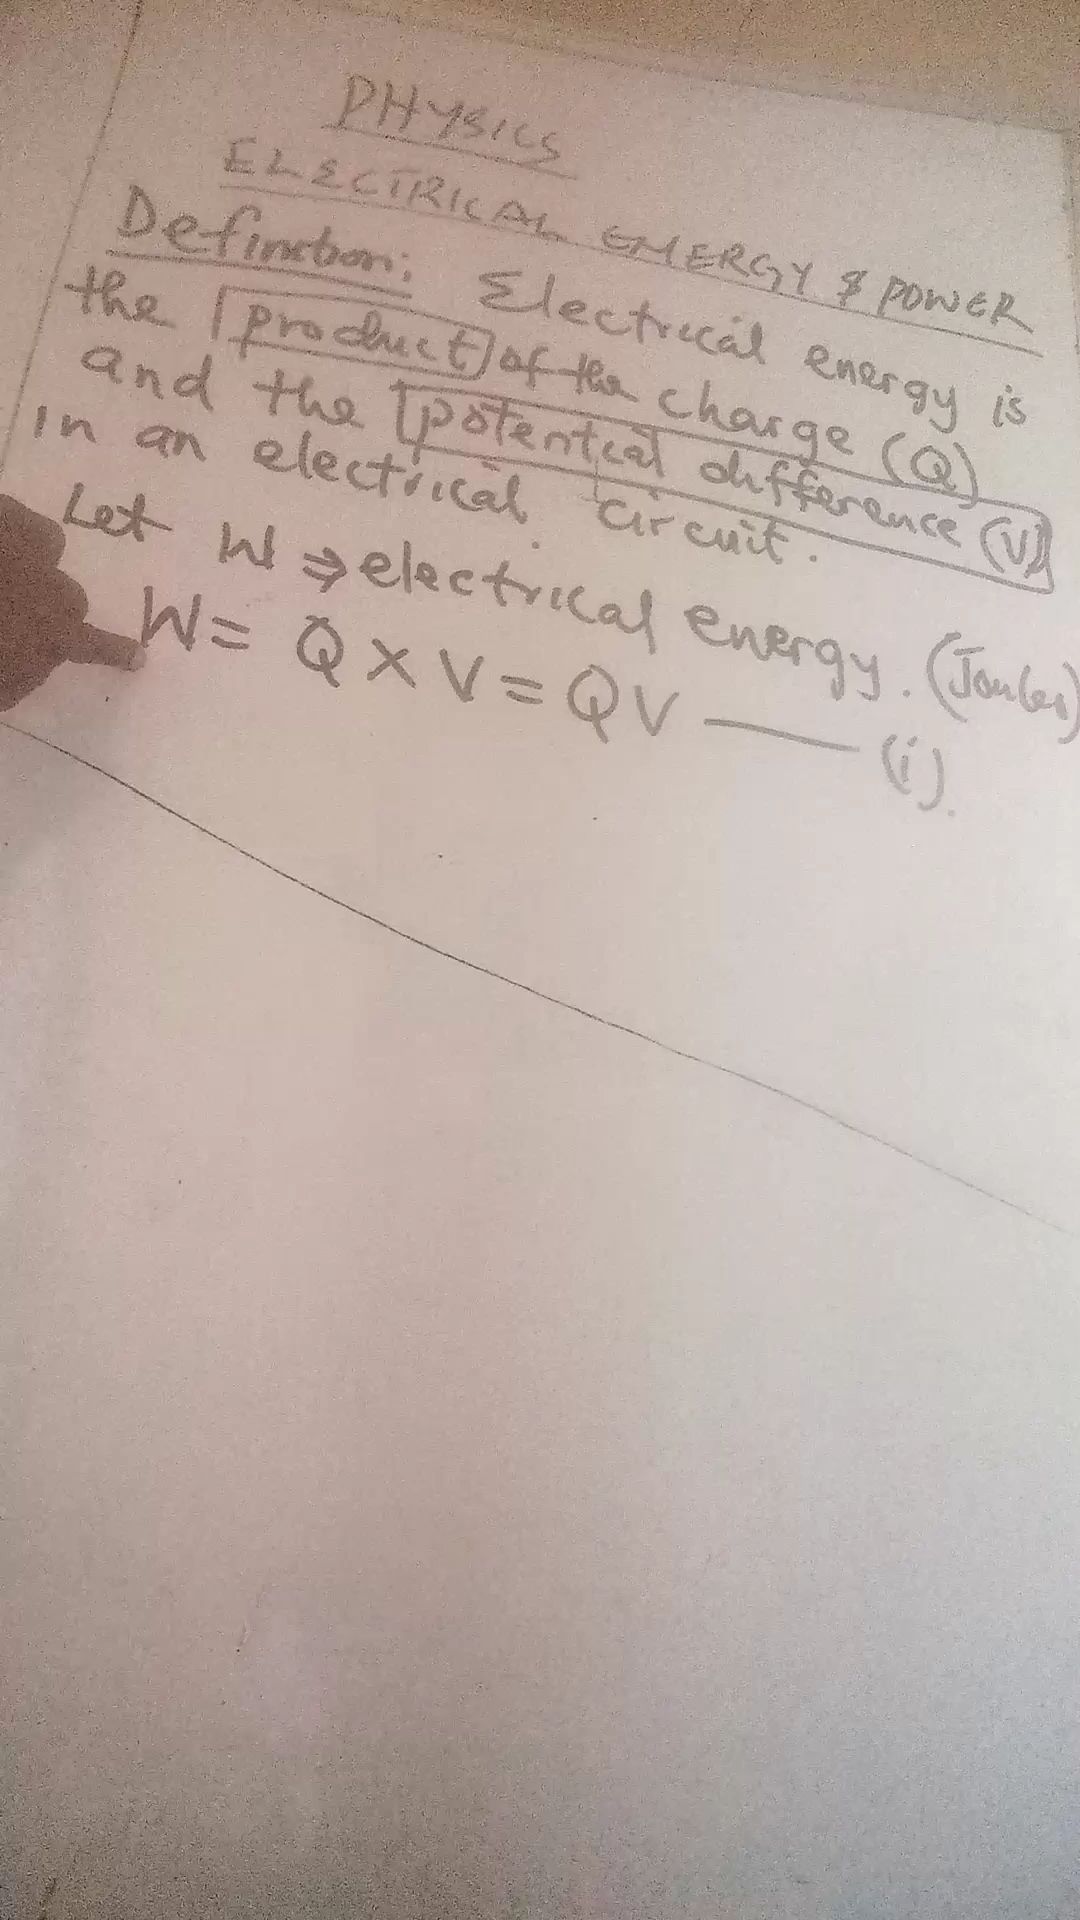 PHYSICS
ELECTRICAL ENERGY & POWER
Definition: Electrical energy is
the product of the charge (Q)
and the potential difference (V)
in an electrical circuit.
Let W ⇒ electrical energy. (Joules)
W = Q × V = QV —— (i).